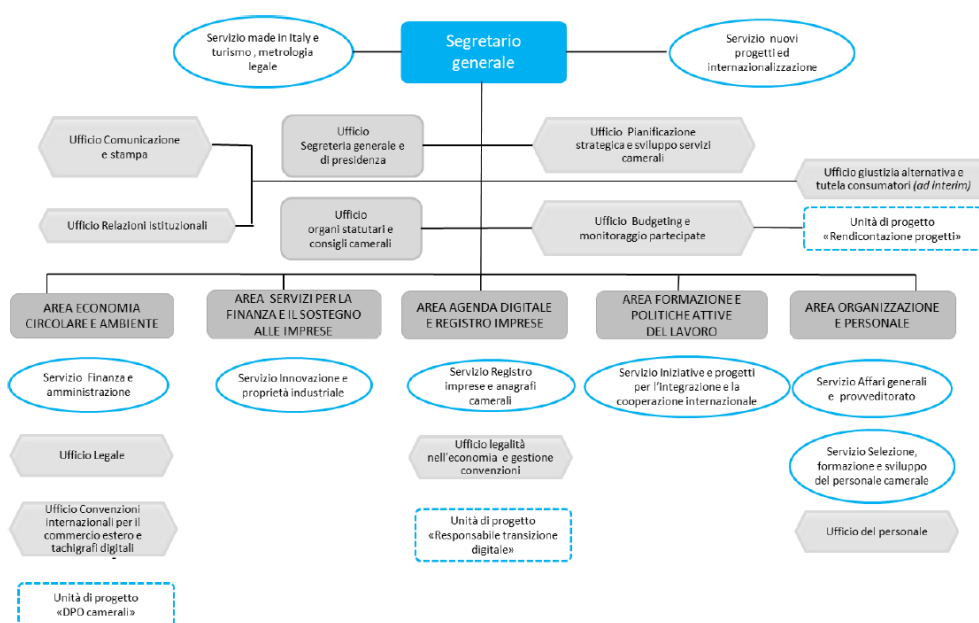 Servizio made in Italy e
turismo , metrologia
legale
Segretario
generale
Servizio nuovi
progetti ed
internazionalizzazione
Ufficio Comunicazione
e stampa
Ufficio
Segreteria generale e
di presidenza
Ufficio Pianificazione
strategica e sviluppo servizi
camerali
Ufficio giustizia alternativa e
tutela consumatori (ad interim)
Ufficio Relazioni istituzionali
Ufficio
organi statutari e
consigli camerali
Ufficio Budgeting e
monitoraggio partecipate
Unità di progetto
«Rendicontazione progetti»
AREA ECONOMIA
CIRCOLARE E AMBIENTE
AREA SERVIZI PER LA
FINANZA E IL SOSTEGNO
ALLE IMPRESE
AREA AGENDA DIGITALE
E REGISTRO IMPRESE
AREA FORMAZIONE E
POLITICHE ATTIVE
DEL LAVORO
AREA ORGANIZZAZIONE
E PERSONALE
Servizio Finanza e
amministrazione
Servizio Innovazione e
proprietà industriale
Servizio Registro
imprese e anagrafi
camerali
Servizio Iniziative e progetti
per l'integrazione e la
cooperazione internazionale
Servizio Affari generali
e provveditorato
Ufficio Legale
Ufficio legalità
nell'economia e gestione
convenzioni
Servizio Selezione,
formazione e sviluppo
del personale camerale
Ufficio Convenzioni
internazionali per il
commercio estero e
tachigrafi digitali
Unità di progetto
«Responsabile transizione
digitale»
Ufficio del personale
Unità di progetto
«DPO camerali»